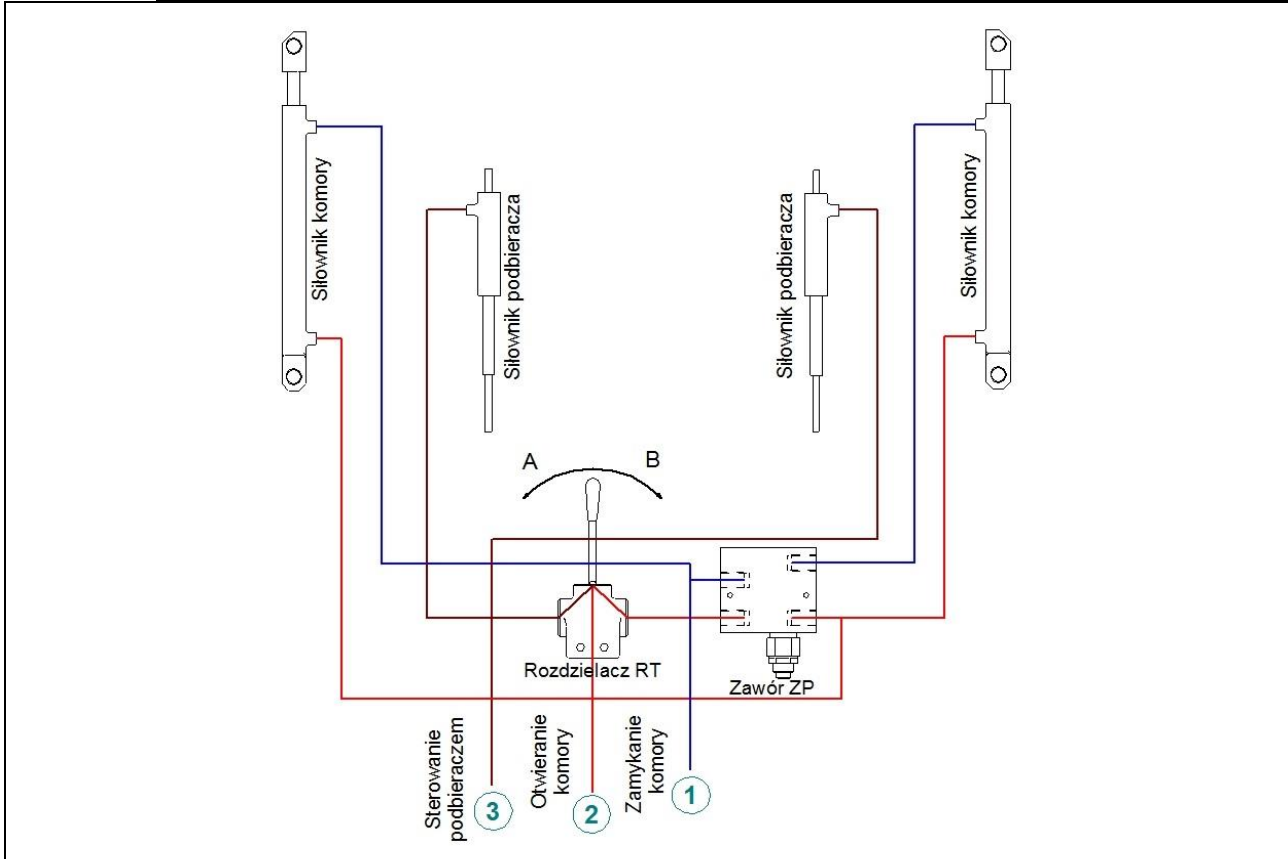 Siłownik komory
Siłownik podbieracza
Siłownik podbieracza
Siłownik komory
A
B
Rozdzielacz RT
Zawór ZP
Sterowanie
podbieraczem
3
Otwieranie
komory
2
Zamykanie
komory
1